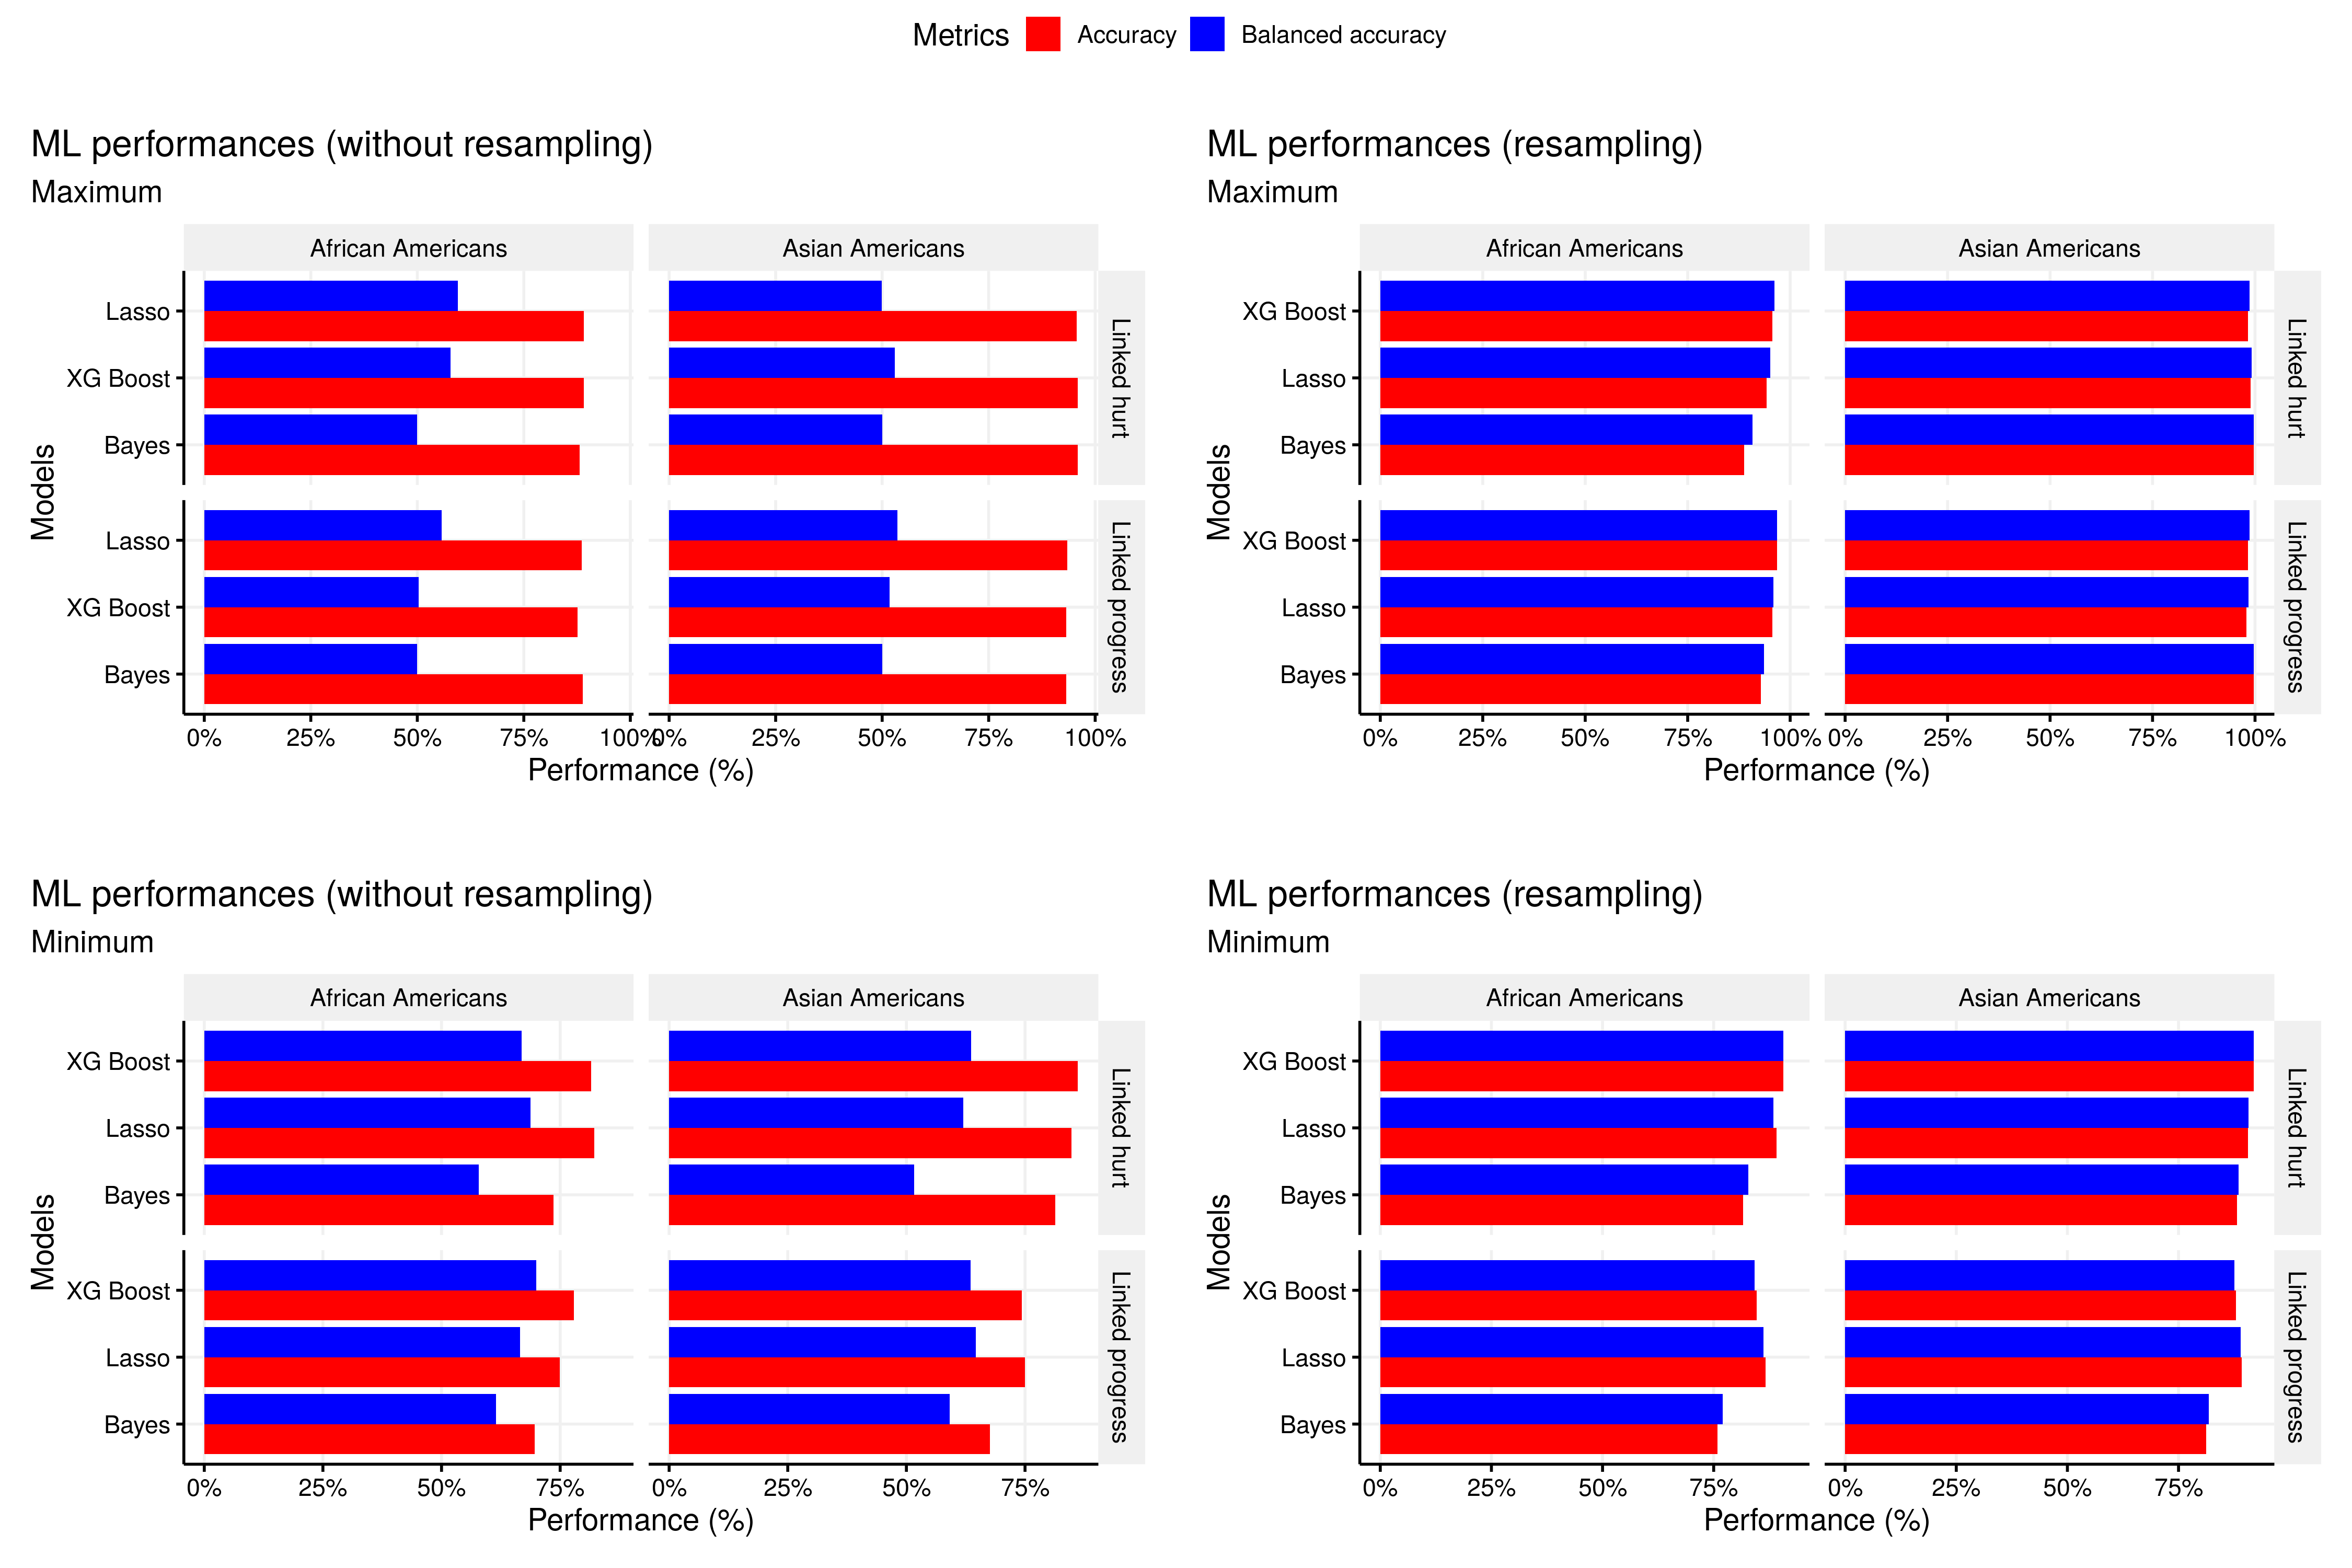 Metrics Accuracy Balanced accuracy
ML performances (without resampling)
Maximum
African Americans Asian Americans
Lasso
XG Boost
Bayes
Linked hurt
Lasso
XG Boost
Bayes
Linked progress
Models
0% 25% 50% 75% 100% 0% 25% 50% 75% 100%
Performance (%)
ML performances (resampling)
Maximum
African Americans Asian Americans
XG Boost
Lasso
Bayes
Linked hurt
XG Boost
Lasso
Bayes
Linked progress
Models
0% 25% 50% 75% 100% 0% 25% 50% 75% 100%
Performance (%)
ML performances (without resampling)
Minimum
African Americans Asian Americans
XG Boost
Lasso
Bayes
Linked hurt
XG Boost
Lasso
Bayes
Linked progress
Models
0% 25% 50% 75% 0% 25% 50% 75%
Performance (%)
ML performances (resampling)
Minimum
African Americans Asian Americans
XG Boost
Lasso
Bayes
Linked hurt
XG Boost
Lasso
Bayes
Linked progress
Models
0% 25% 50% 75% 0% 25% 50% 75%
Performance (%)